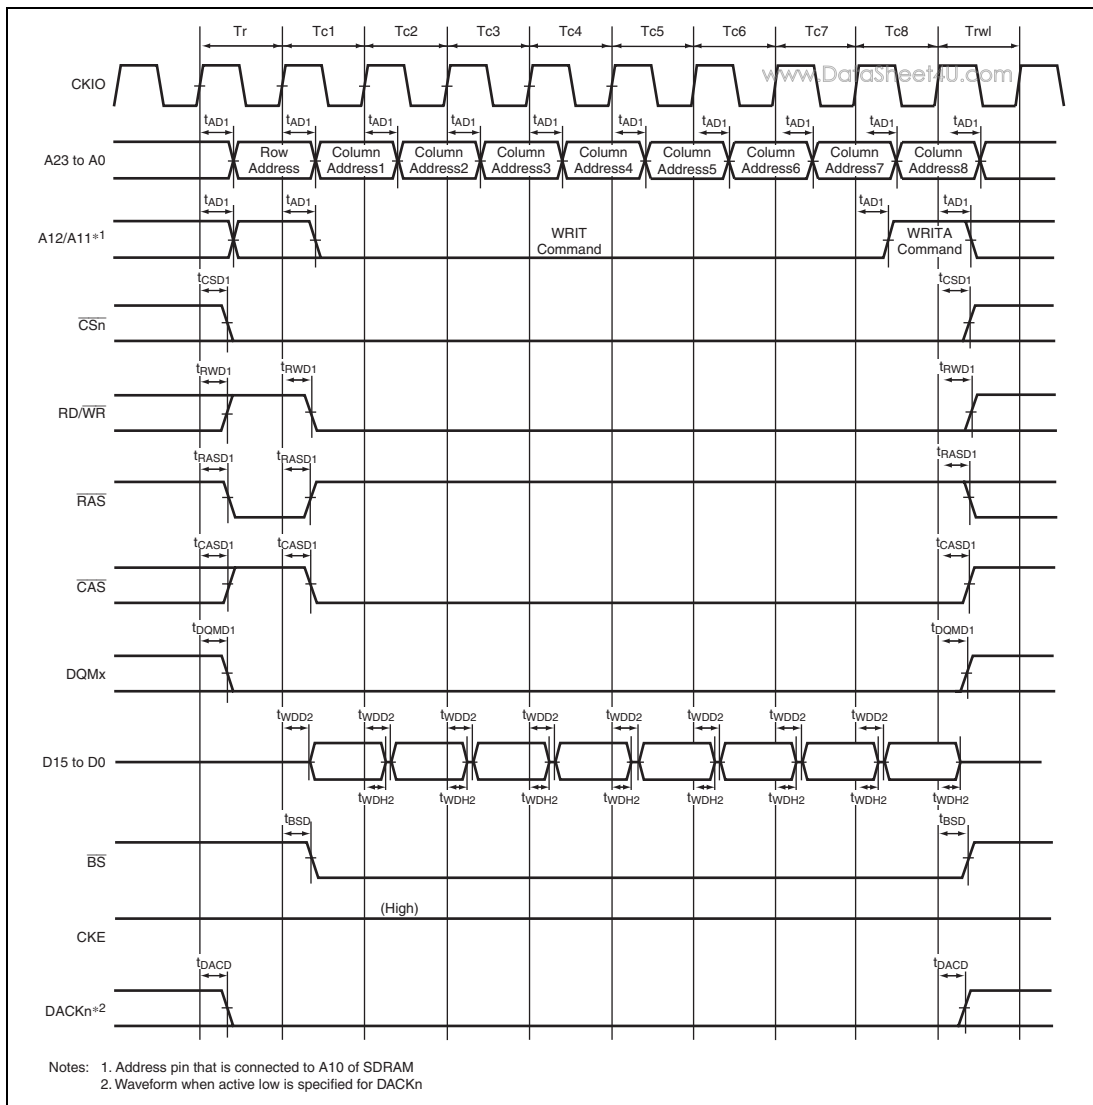 Tr Tc1 Tc2 Tc3 Tc4 Tc5 Tc6 Tc7 Tc8 Trwl
www.DataSheet4U.com
CKIO
tAD1 tAD1 tAD1 tAD1 tAD1 tAD1 tAD1 tAD1 tAD1 tAD1
A23 to A0
Row Address
Column Address1
Column Address2
Column Address3
Column Address4
Column Address5
Column Address6
Column Address7
Column Address8
tAD1 tAD1 tAD1 tAD1
A12/A11*1
WRIT Command
WRITA Command
tCSD1 tCSD1
CSn
tRWD1 tRWD1 tRWD1
RD/WR
tRASD1 tRASD1 tRASD1
RAS
tCASD1 tCASD1 tCASD1
CAS
tDQMD1 tDQMD1
DQMx
tWDD2 tWDD2 tWDD2 tWDD2 tWDD2 tWDD2 tWDD2 tWDD2
D15 to D0
tWDH2 tWDH2 tWDH2 tWDH2 tWDH2 tWDH2 tWDH2 tWDH2
tBSD tBSD
BS
(High)
CKE
tDACD tDACD
DACKn*2
Notes: 1. Address pin that is connected to A10 of SDRAM
2. Waveform when active low is specified for DACKn